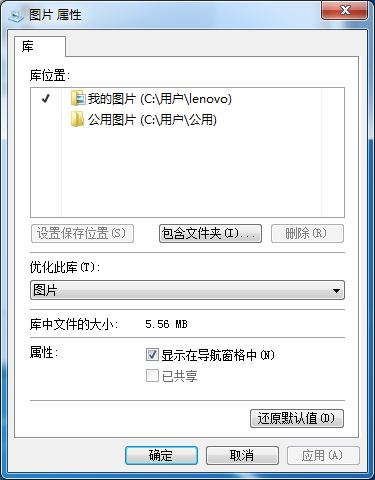 图片 属性
库
库位置:
我的图片 (C:\用户\lenovo)
公用图片 (C:\用户\公用)
设置保存位置(S)
包含文件夹(I)...
删除(R)
优化此库(T):
图片
库中文件的大小: 5.56 MB
属性:
显示在导航窗格中(N)
已共享
还原默认值(D)
确定
取消
应用(A)